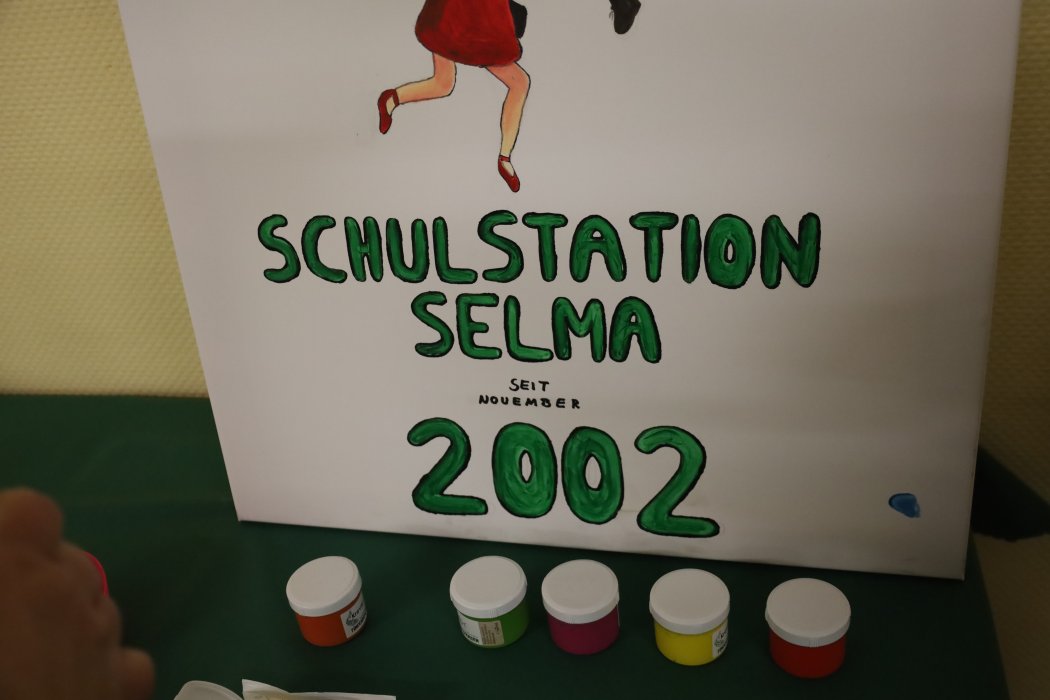 SCHULSTATION
SELMA
SEIT
NOVEMBER
2002